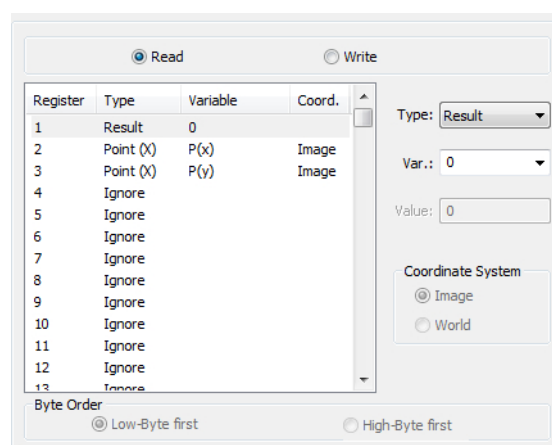 Read Write
Register Type Variable Coord.
1 Result 0
2 Point (X) P(x) Image
3 Point (X) P(y) Image
4 Ignore
5 Ignore
6 Ignore
7 Ignore
8 Ignore
9 Ignore
10 Ignore
11 Ignore
12 Ignore
13 Ignore
Type: Result
Var.: 0
Value: 0
Coordinate System
Image
World
Byte Order
Low-Byte first High-Byte first